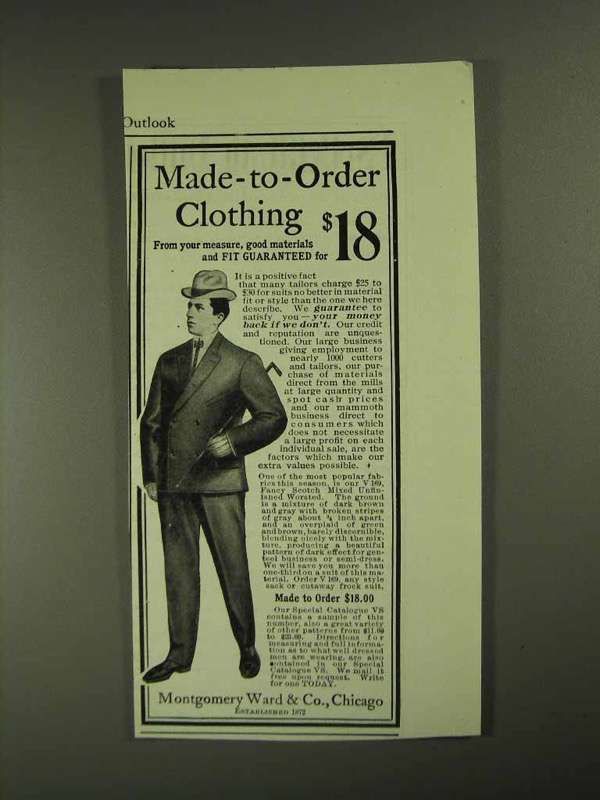 Outlook
Made-to-Order
Clothing $18
From your measure, good materials
and FIT GUARANTEED for
It is a positive fact
that many tailors charge $25 to
$30 for suits no better in material
fit or style than the one we here
describe. We guarantee to
satisfy you—your money
back if we don't. Our credit
and reputation are unques-
tioned. Our large business
giving employment to
nearly 1000 cutters
and tailors, our pur-
chase of materials
direct from the mills
at large quantity and
spot cash prices
and our mammoth
business direct to
consumers which
does not necessitate
a large profit on each
individual sale, are the
factors which make our
extra values possible.
One of the most popular fab-
rics this season, is our V 169,
Fancy Scotch Mixed Unfin-
ished Worsted. The ground
is a mixture of dark brown
and gray with broken stripes
of gray about ¾ inch apart,
and an overplaid of green
and brown, barely discernible,
blending nicely with the mix-
ture, producing a beautiful
pattern of dark effect for gen-
teel business or semi-dress.
We will save you more than
one-third on a suit of this ma-
terial. Order V 169, any style
sack or cutaway frock suit,
Made to Order $18.00
Our Special Catalogue VS
contains a sample of this
number, also a great variety
of other patterns from
to Directions for
measuring and full informa-
tion as to what well dressed
men are wearing, are also
contained in our Special
Catalogue VS. We mail it
free upon request. Write
for one TODAY.
Montgomery Ward & Co., Chicago
ESTABLISHED 1872